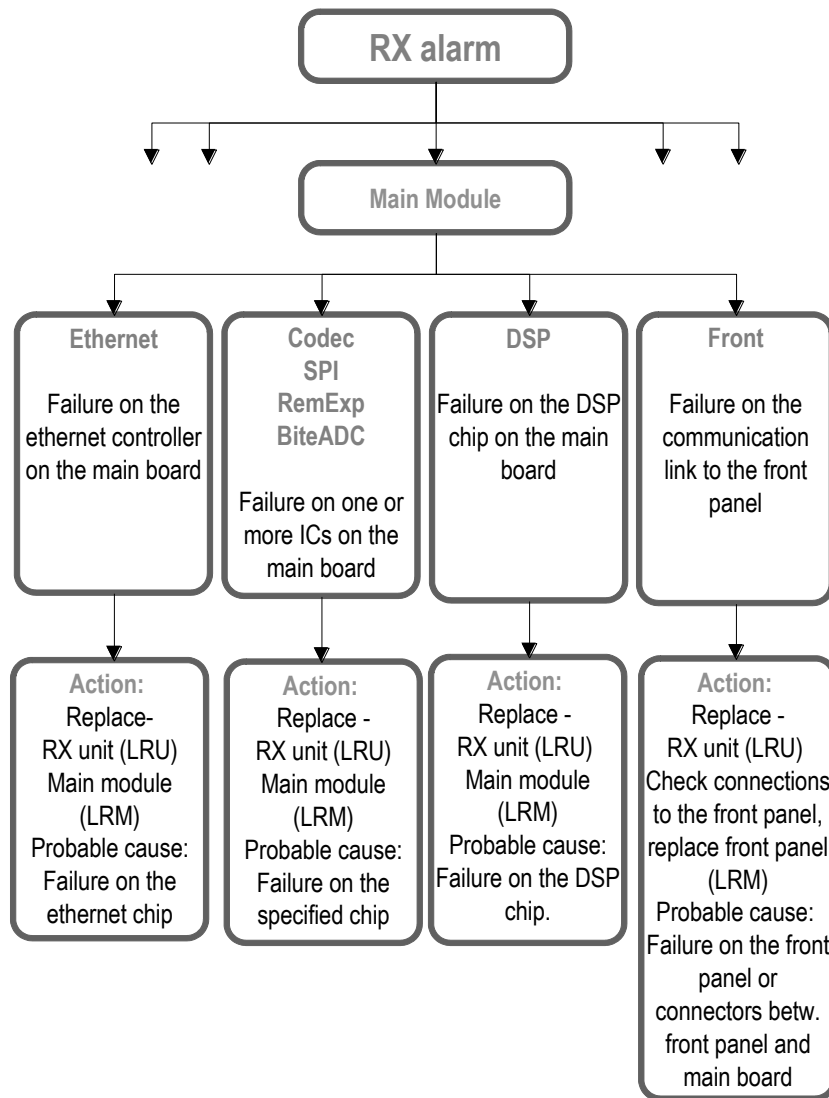 RX alarm
Main Module
Ethernet
Failure on the
ethernet controller
on the main board
Codec
SPI
RemExp
BiteADC
Failure on one or
more ICs on the
main board
DSP
Failure on the DSP
chip on the main
board
Front
Failure on the
communication
link to the front
panel
Action:
Replace-
RX unit (LRU)
Main module
(LRM)
Probable cause:
Failure on the
ethernet chip
Action:
Replace -
RX unit (LRU)
Main module
(LRM)
Probable cause:
Failure on the
specified chip
Action:
Replace -
RX unit (LRU)
Main module
(LRM)
Probable cause:
Failure on the DSP
chip.
Action:
Replace -
RX unit (LRU)
Check connections
to the front panel,
replace front panel
(LRM)
Probable cause:
Failure on the front
panel or
connectors betw.
front panel and
main board